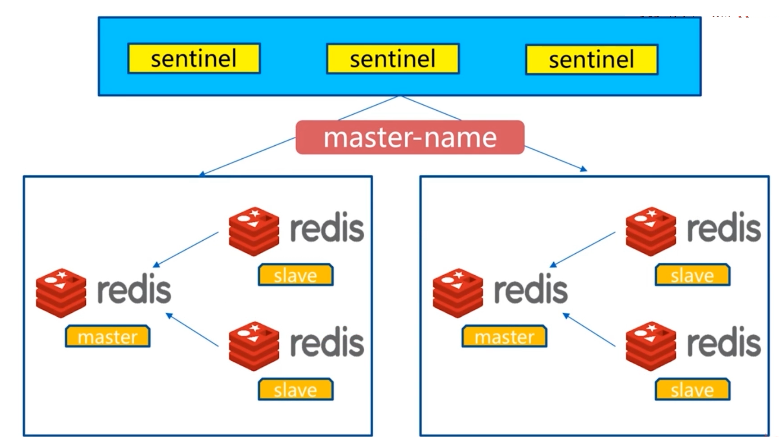 sentinel
sentinel
sentinel
master-name
redis
slave
redis
master
redis
slave
redis
slave
redis
master
redis
slave